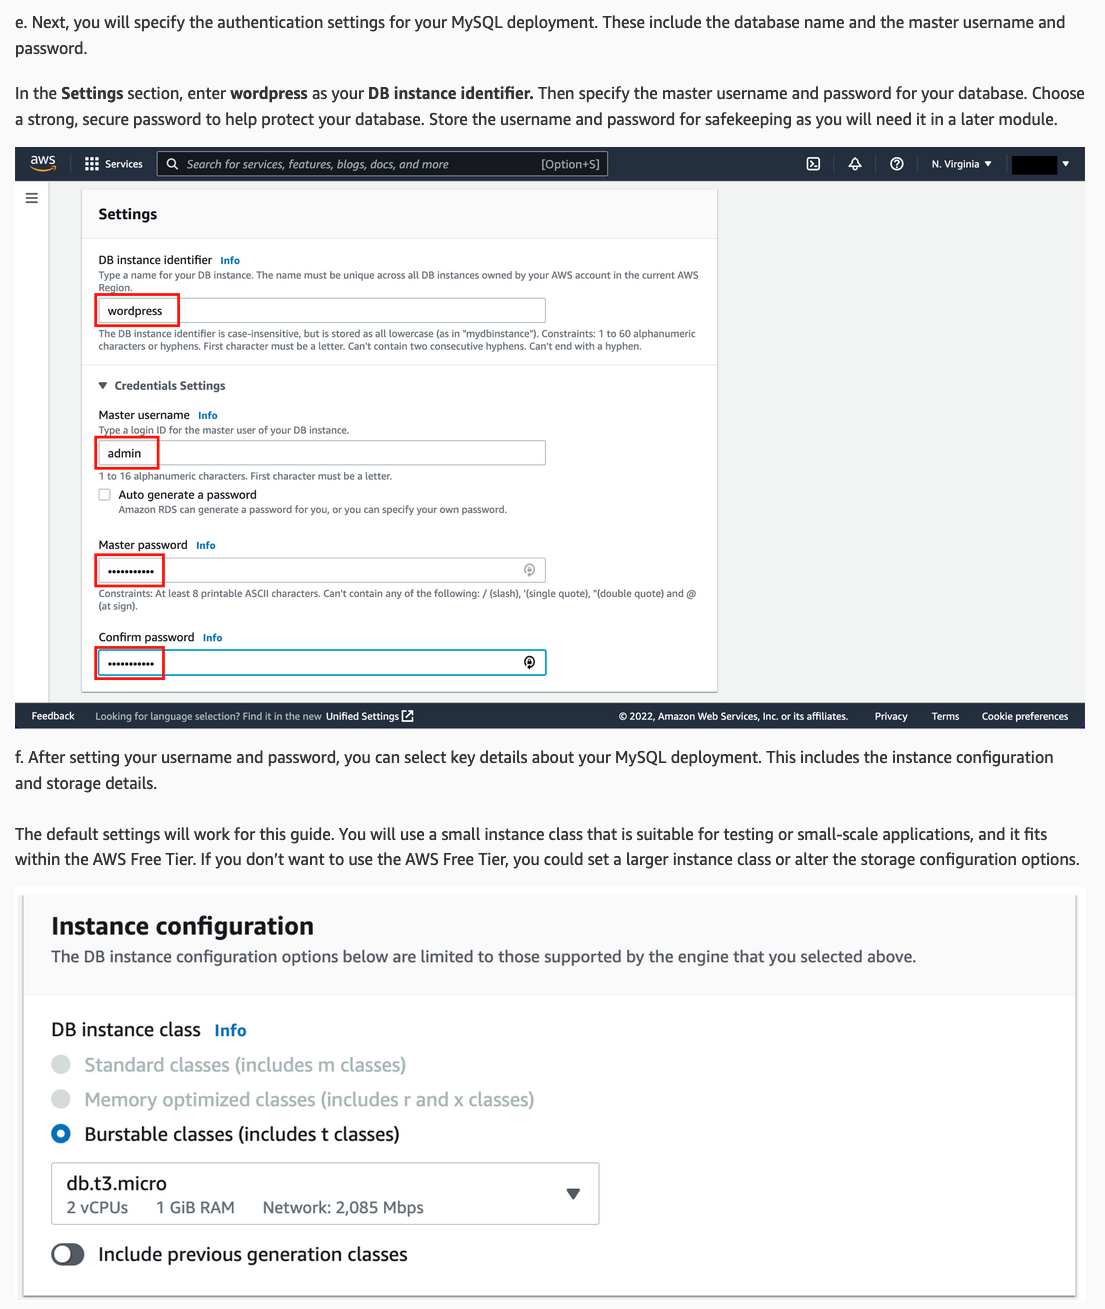 e. Next, you will specify the authentication settings for your MySQL deployment. These include the database name and the master username and
password.
In the Settings section, enter wordpress as your DB instance identifier. Then specify the master username and password for your database. Choose
a strong, secure password to help protect your database. Store the username and password for safekeeping as you will need it in a later module.
aws Services Search for services, features, blogs, docs, and more [Option+S] N. Virginia
Settings
DB instance identifier Info
Type a name for your DB instance. The name must be unique across all DB instances owned by your AWS account in the current AWS
Region.
wordpress
The DB instance identifier is case-insensitive, but is stored as all lowercase (as in "mydbinstance"). Constraints: 1 to 60 alphanumeric
characters or hyphens. First character must be a letter. Can't contain two consecutive hyphens. Can't end with a hyphen.
Credentials Settings
Master username Info
Type a login ID for the master user of your DB instance.
admin
1 to 16 alphanumeric characters. First character must be a letter.
Auto generate a password
Amazon RDS can generate a password for you, or you can specify your own password.
Master password Info
•••••••••••
Constraints: At least 8 printable ASCII characters. Can't contain any of the following: / (slash), '(single quote), "(double quote) and @
(at sign).
Confirm password Info
•••••••••••
Feedback Looking for language selection? Find it in the new Unified Settings © 2022, Amazon Web Services, Inc. or its affiliates. Privacy Terms Cookie preferences
f. After setting your username and password, you can select key details about your MySQL deployment. This includes the instance configuration
and storage details.
The default settings will work for this guide. You will use a small instance class that is suitable for testing or small-scale applications, and it fits
within the AWS Free Tier. If you don’t want to use the AWS Free Tier, you could set a larger instance class or alter the storage configuration options.
Instance configuration
The DB instance configuration options below are limited to those supported by the engine that you selected above.
DB instance class Info
Standard classes (includes m classes)
Memory optimized classes (includes r and x classes)
Burstable classes (includes t classes)
db.t3.micro
2 vCPUs 1 GiB RAM Network: 2,085 Mbps
Include previous generation classes